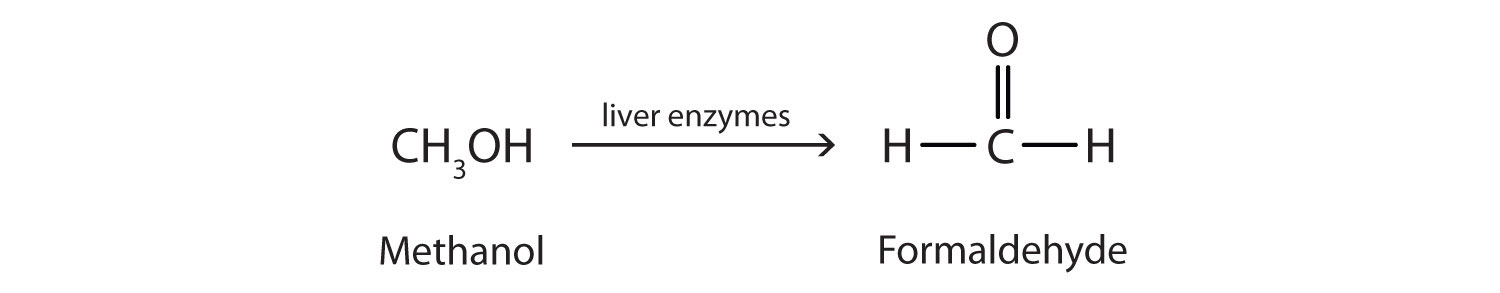 O
liver enzymes
CH₃OH H C H
Methanol Formaldehyde